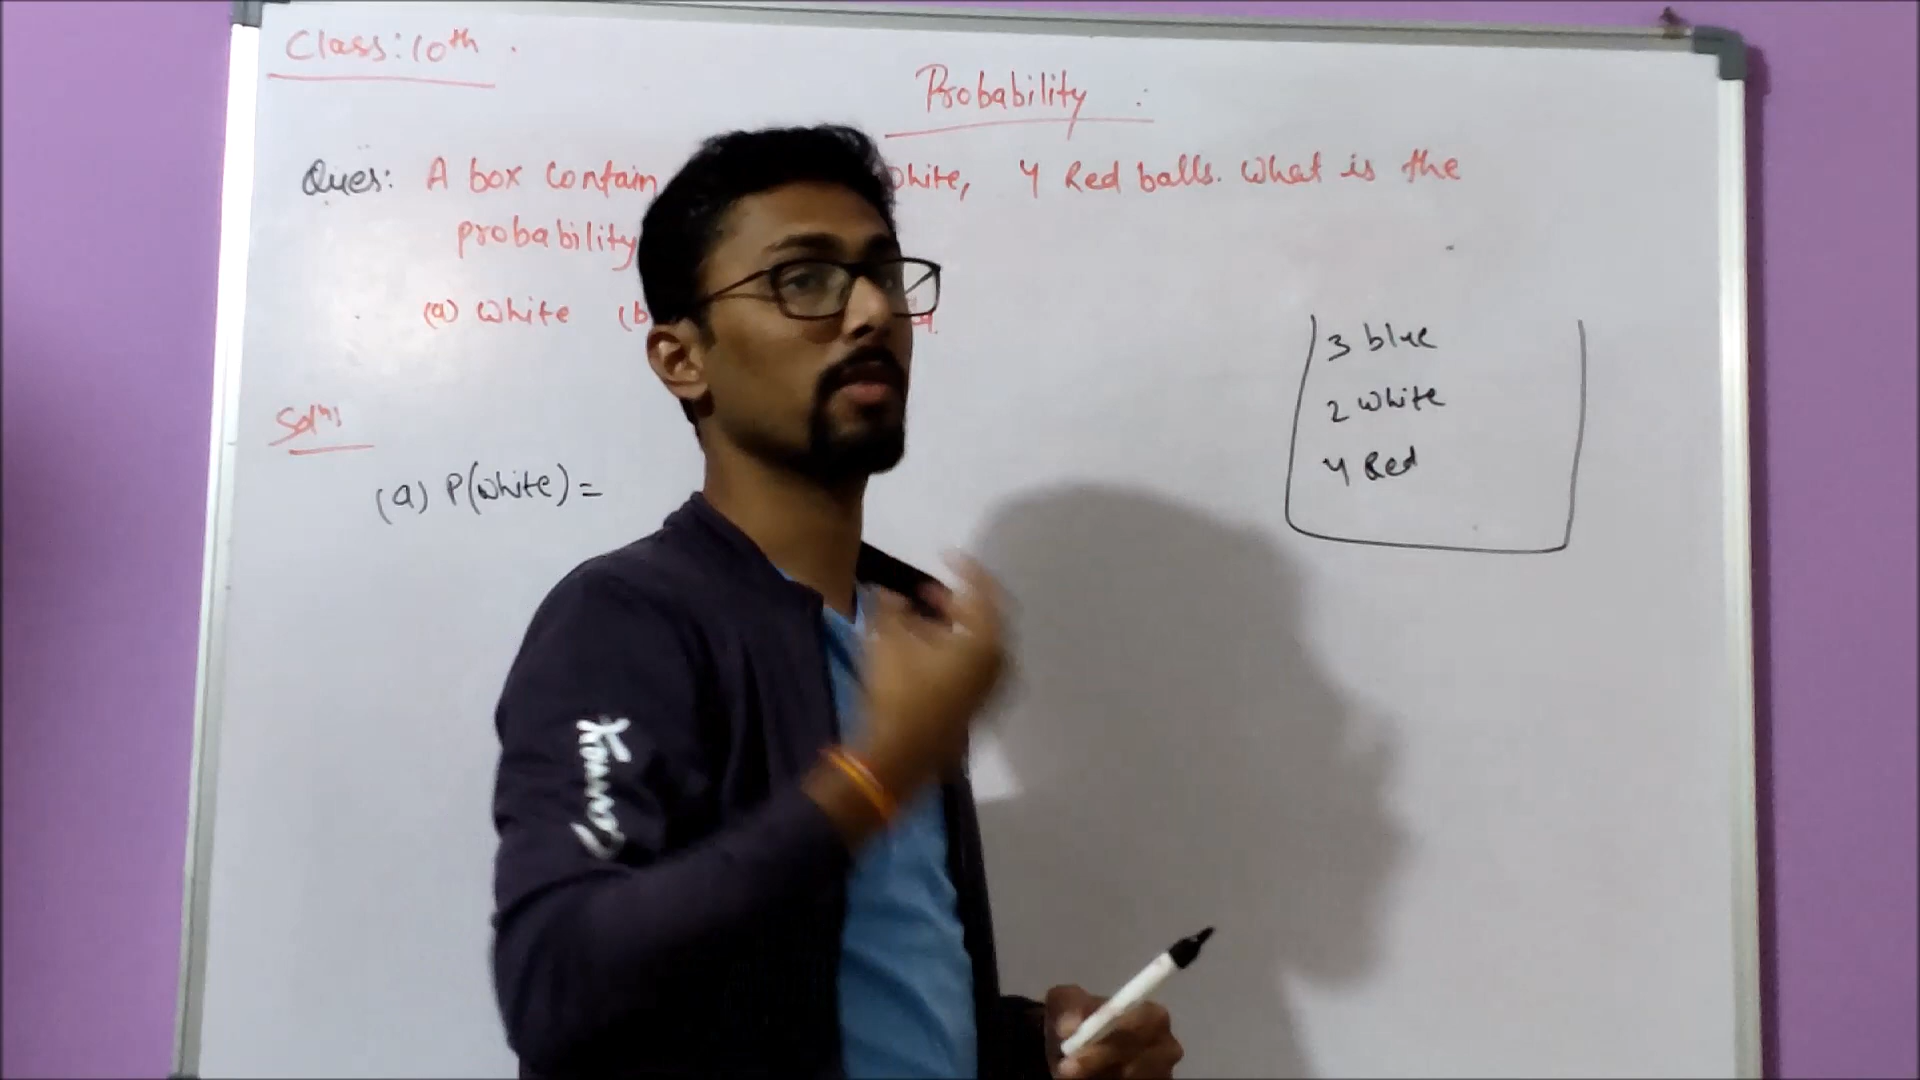 Class: 10th.
Probability :
Ques: A box contain white, 4 Red balls. What is the
probability
(a) white (b
3 blue
2 white
4 Red
Soln:
(a) P(white) =